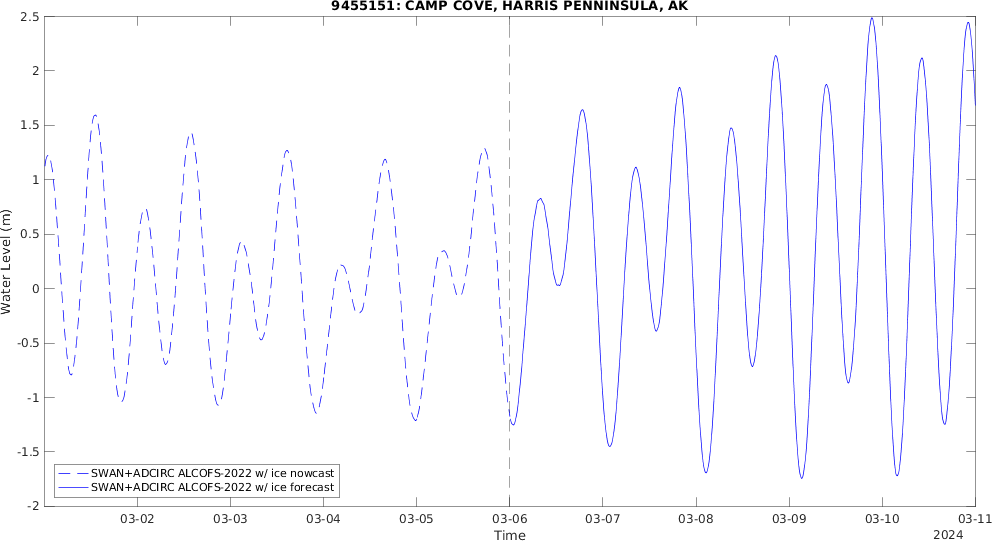 9455151: CAMP COVE, HARRIS PENNINSULA, AK
2.5
2
1.5
1
0.5
0
-0.5
-1
-1.5
-2
Water Level (m)
SWAN+ADCIRC ALCOFS-2022 w/ ice nowcast
SWAN+ADCIRC ALCOFS-2022 w/ ice forecast
03-02 03-03 03-04 03-05 03-06 03-07 03-08 03-09 03-10 03-11
Time
2024